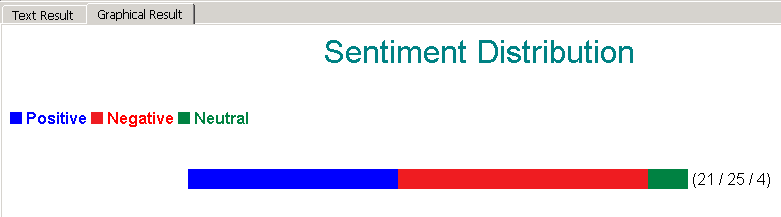 Text Result Graphical Result
Sentiment Distribution
Positive Negative Neutral
(21 / 25 / 4)